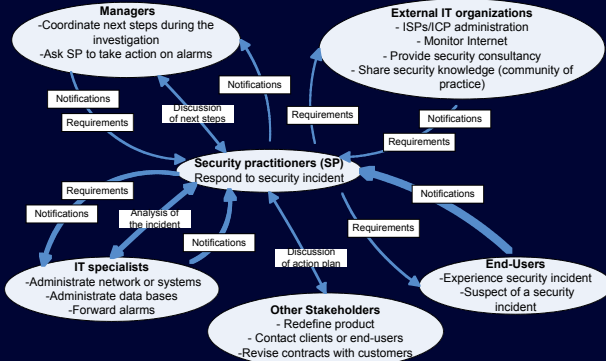 Managers
-Coordinate next steps during the
investigation
-Ask SP to take action on alarms
External IT organizations
- ISPs/ICP administration
- Monitor Internet
- Provide security consultancy
- Share security knowledge (community of
practice)
Notifications
Requirements
Discussion
of next steps
Notifications
Requirements
Notifications
Requirements
Security practitioners (SP)
Respond to security incident
Requirements
Notifications
Analysis of
the incident
Notifications
Discussion
of action plan
Requirements
Notifications
IT specialists
-Administrate network or systems
-Administrate data bases
- Forward alarms
Other Stakeholders
- Redefine product
- Contact clients or end-users
- Revise contracts with customers
End-Users
- Experience security incident
-Suspect of a security
incident